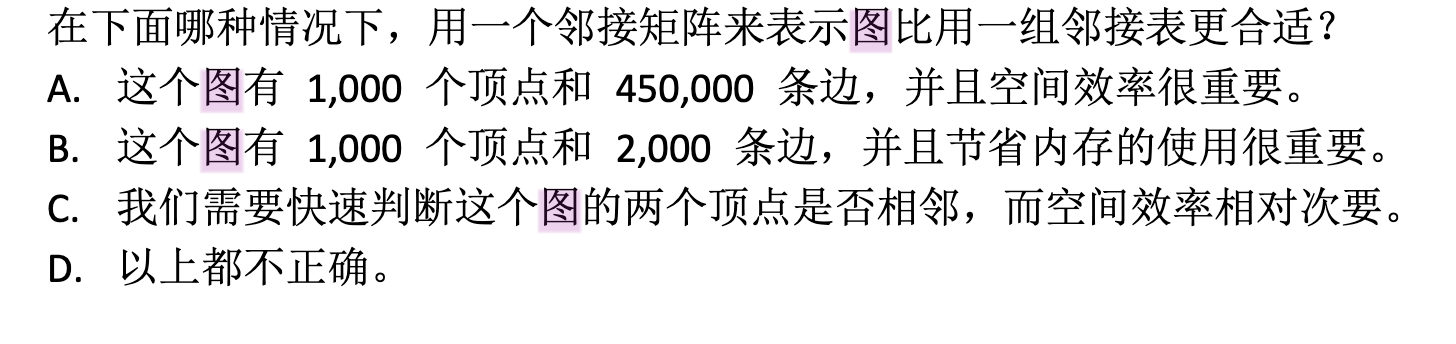 在下面哪种情况下，用一个邻接矩阵来表示图比用一组邻接表更合适？
A. 这个图有 1,000 个顶点和 450,000 条边，并且空间效率很重要。
B. 这个图有 1,000 个顶点和 2,000 条边，并且节省内存的使用很重要。
C. 我们需要快速判断这个图的两个顶点是否相邻，而空间效率相对次要。
D. 以上都不正确。